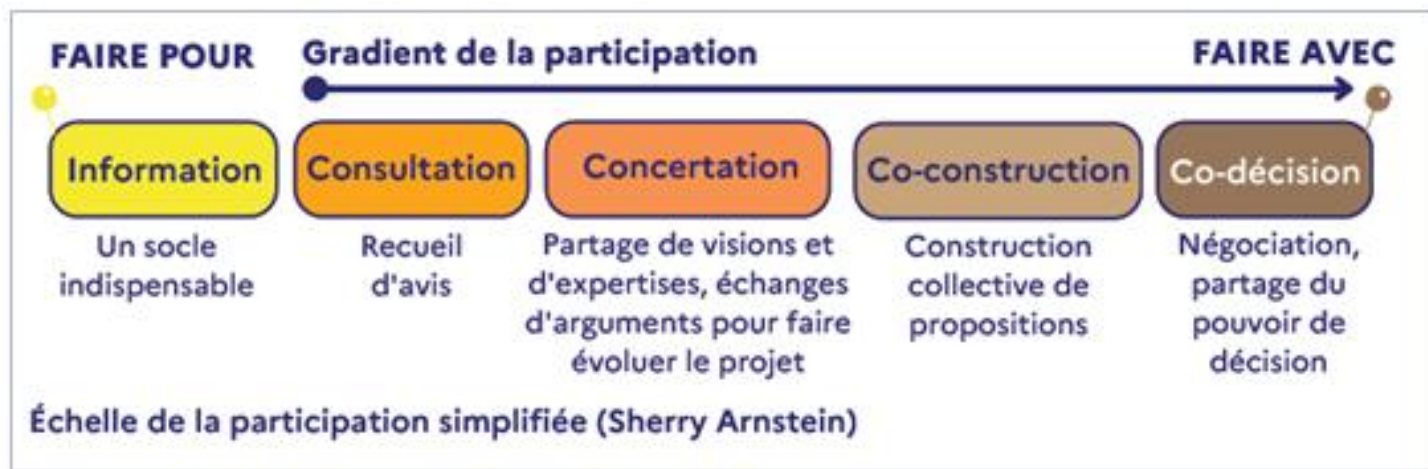 FAIRE POUR
Gradient de la participation
FAIRE AVEC
Information
Consultation
Concertation
Co-construction
Co-décision
Un socle
indispensable
Recueil
d'avis
Partage de visions et
d'expertises, échanges
d'arguments pour faire
évoluer le projet
Construction
collective de
propositions
Négociation,
partage du
pouvoir de
décision
Échelle de la participation simplifiée (Sherry Arnstein)